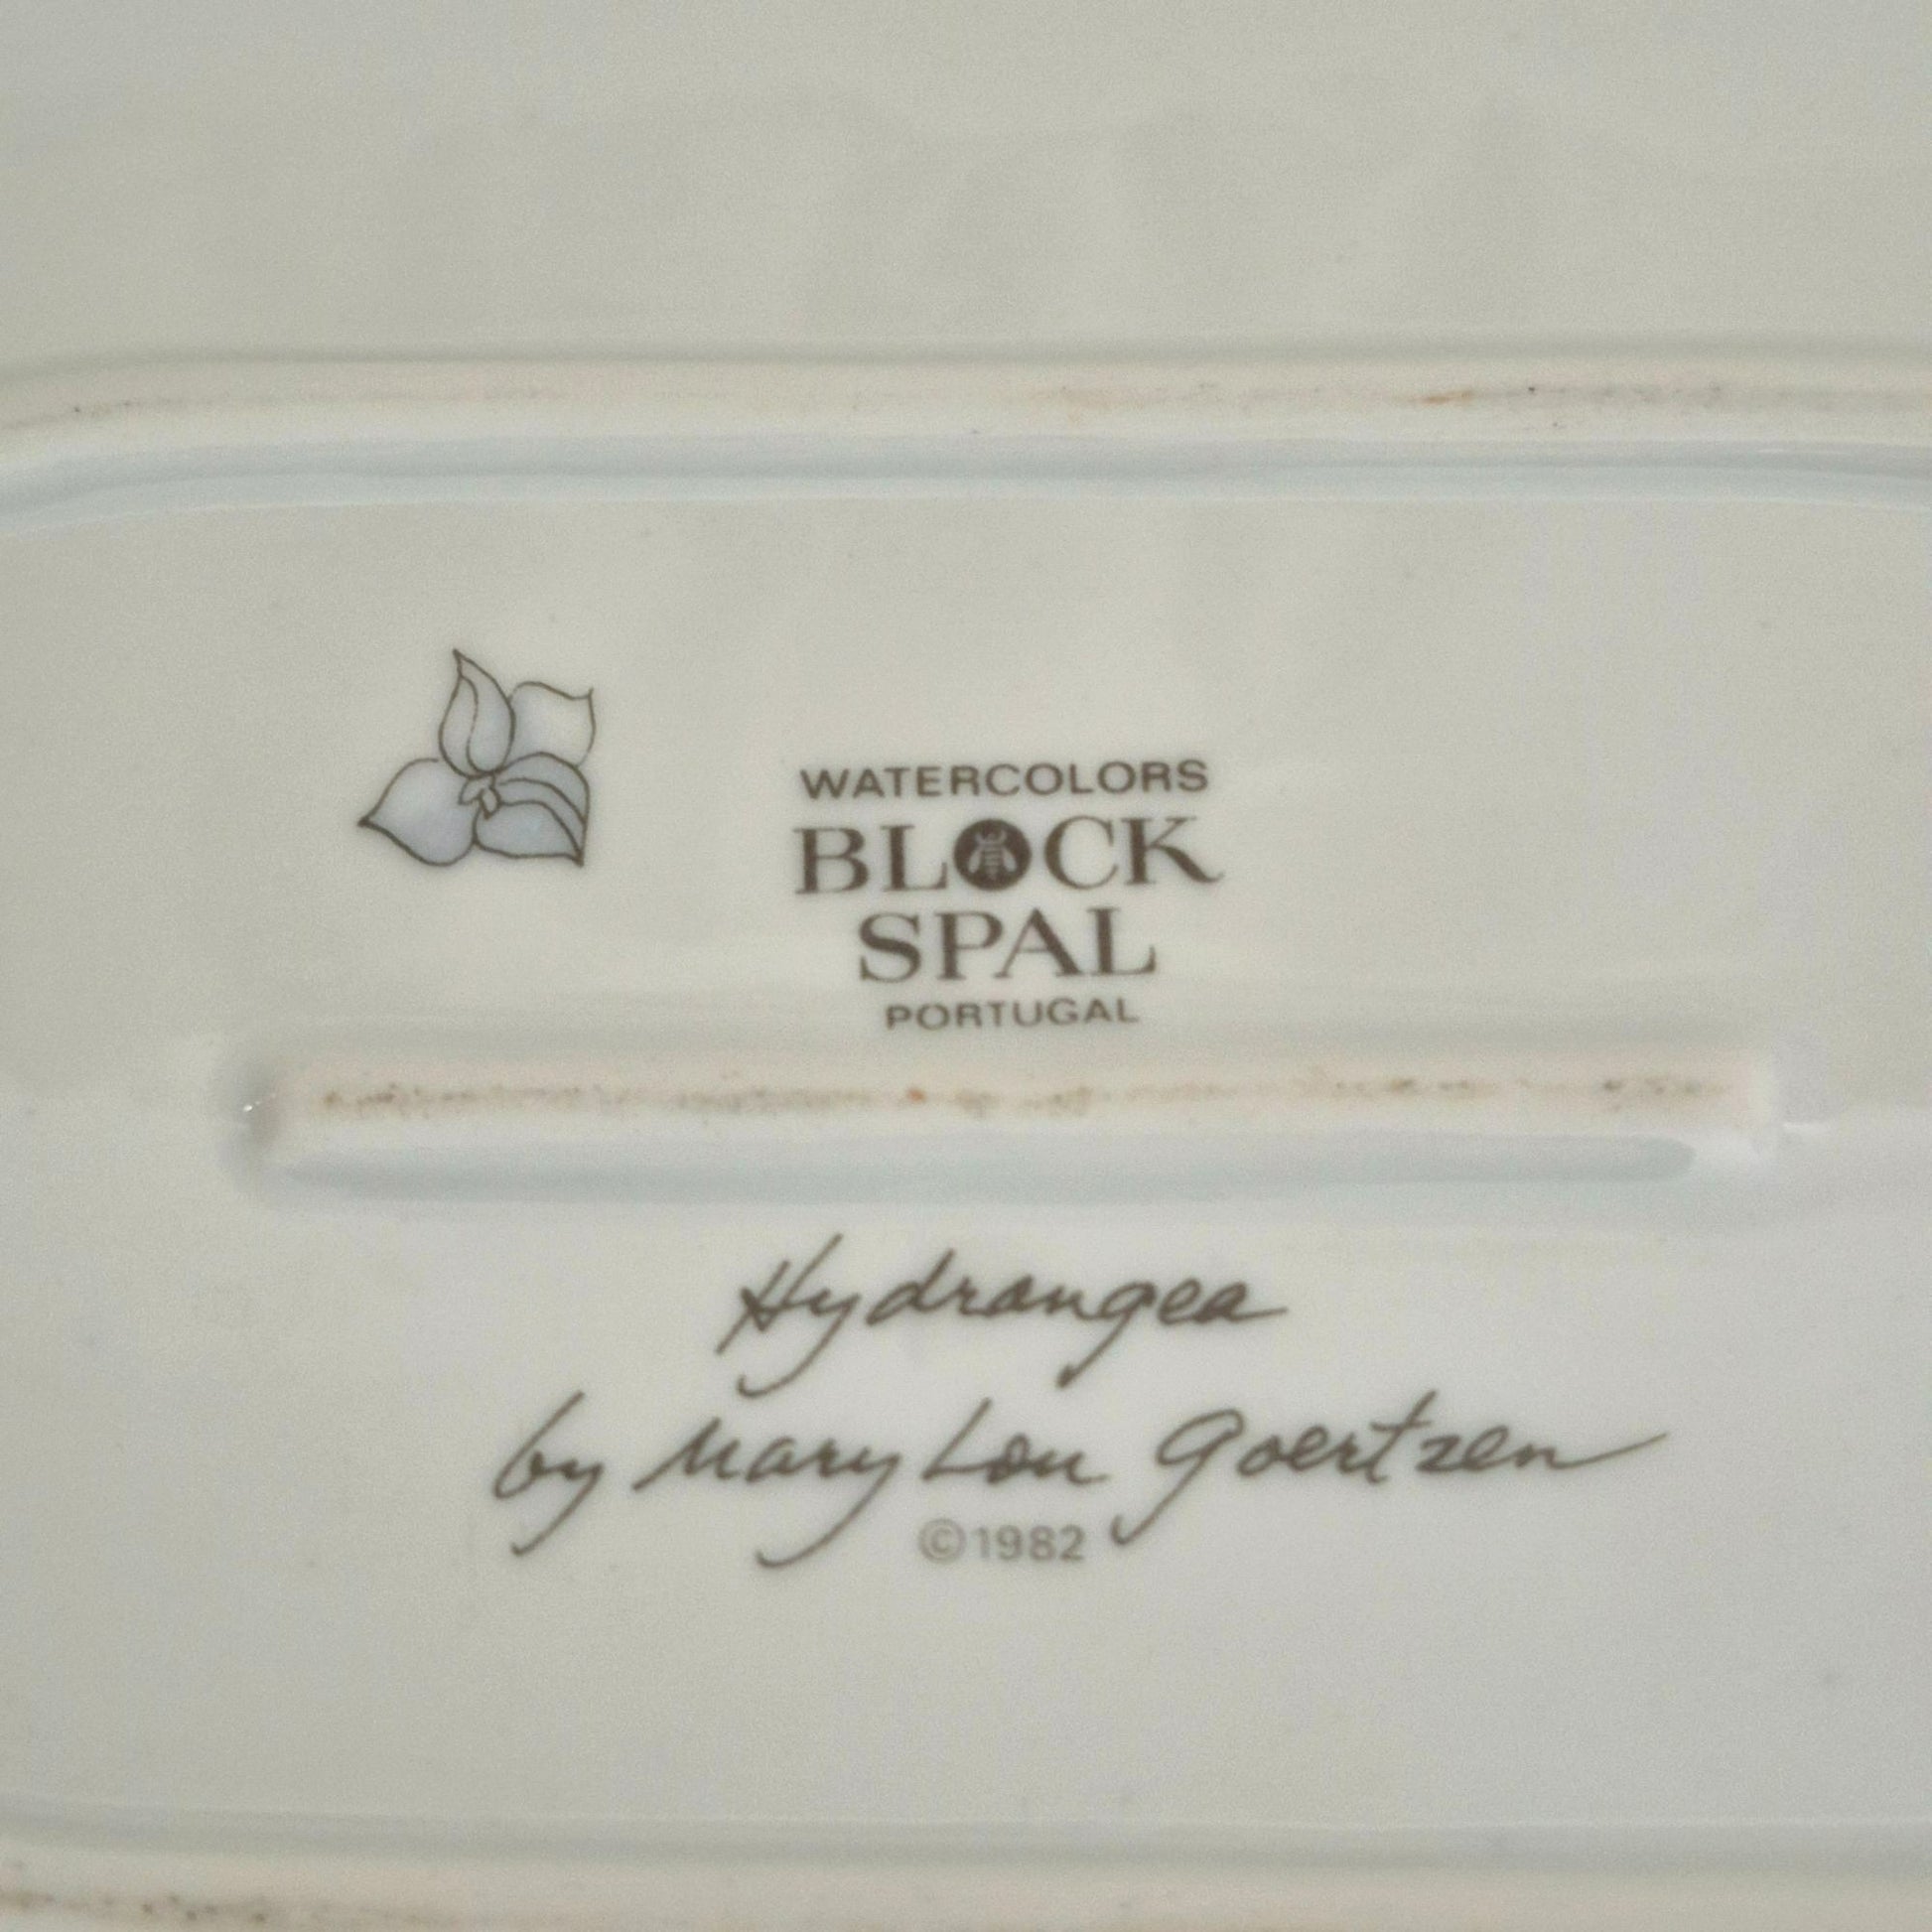 WATERCOLORS
BLOCK
SPAL
PORTUGAL
Hydrangea
by Mary Lou Goertzen
©1982